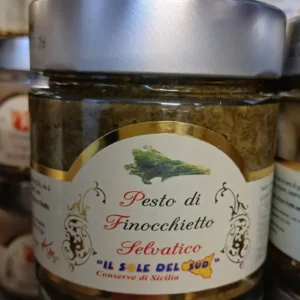 Pesto di
Finocchietto
Selvatico
"IL SOLE DEL SUD"
Conserve di Sicilia